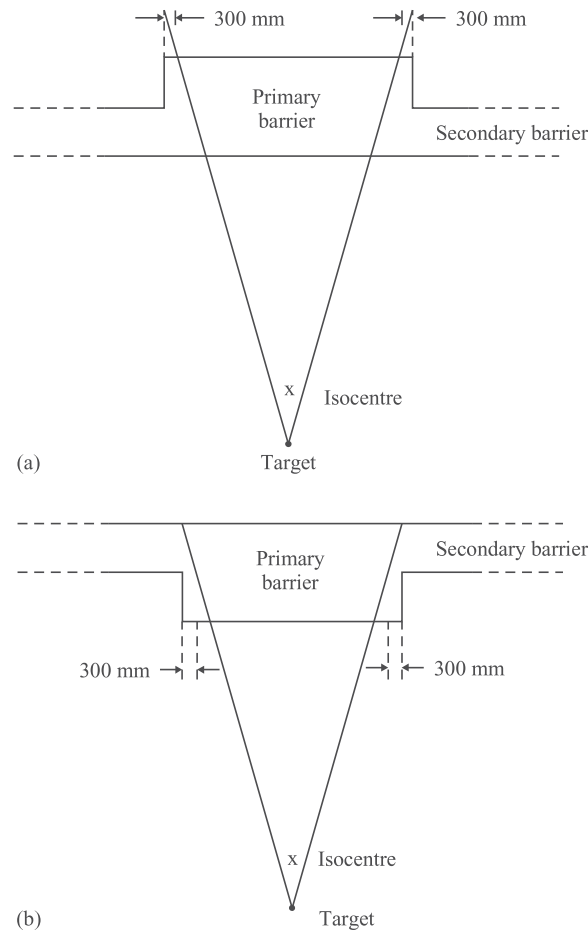 300 mm
300 mm
Primary
barrier
Secondary barrier
x
Isocentre
Target
(a)
Primary
barrier
Secondary barrier
300 mm
300 mm
x
Isocentre
Target
(b)